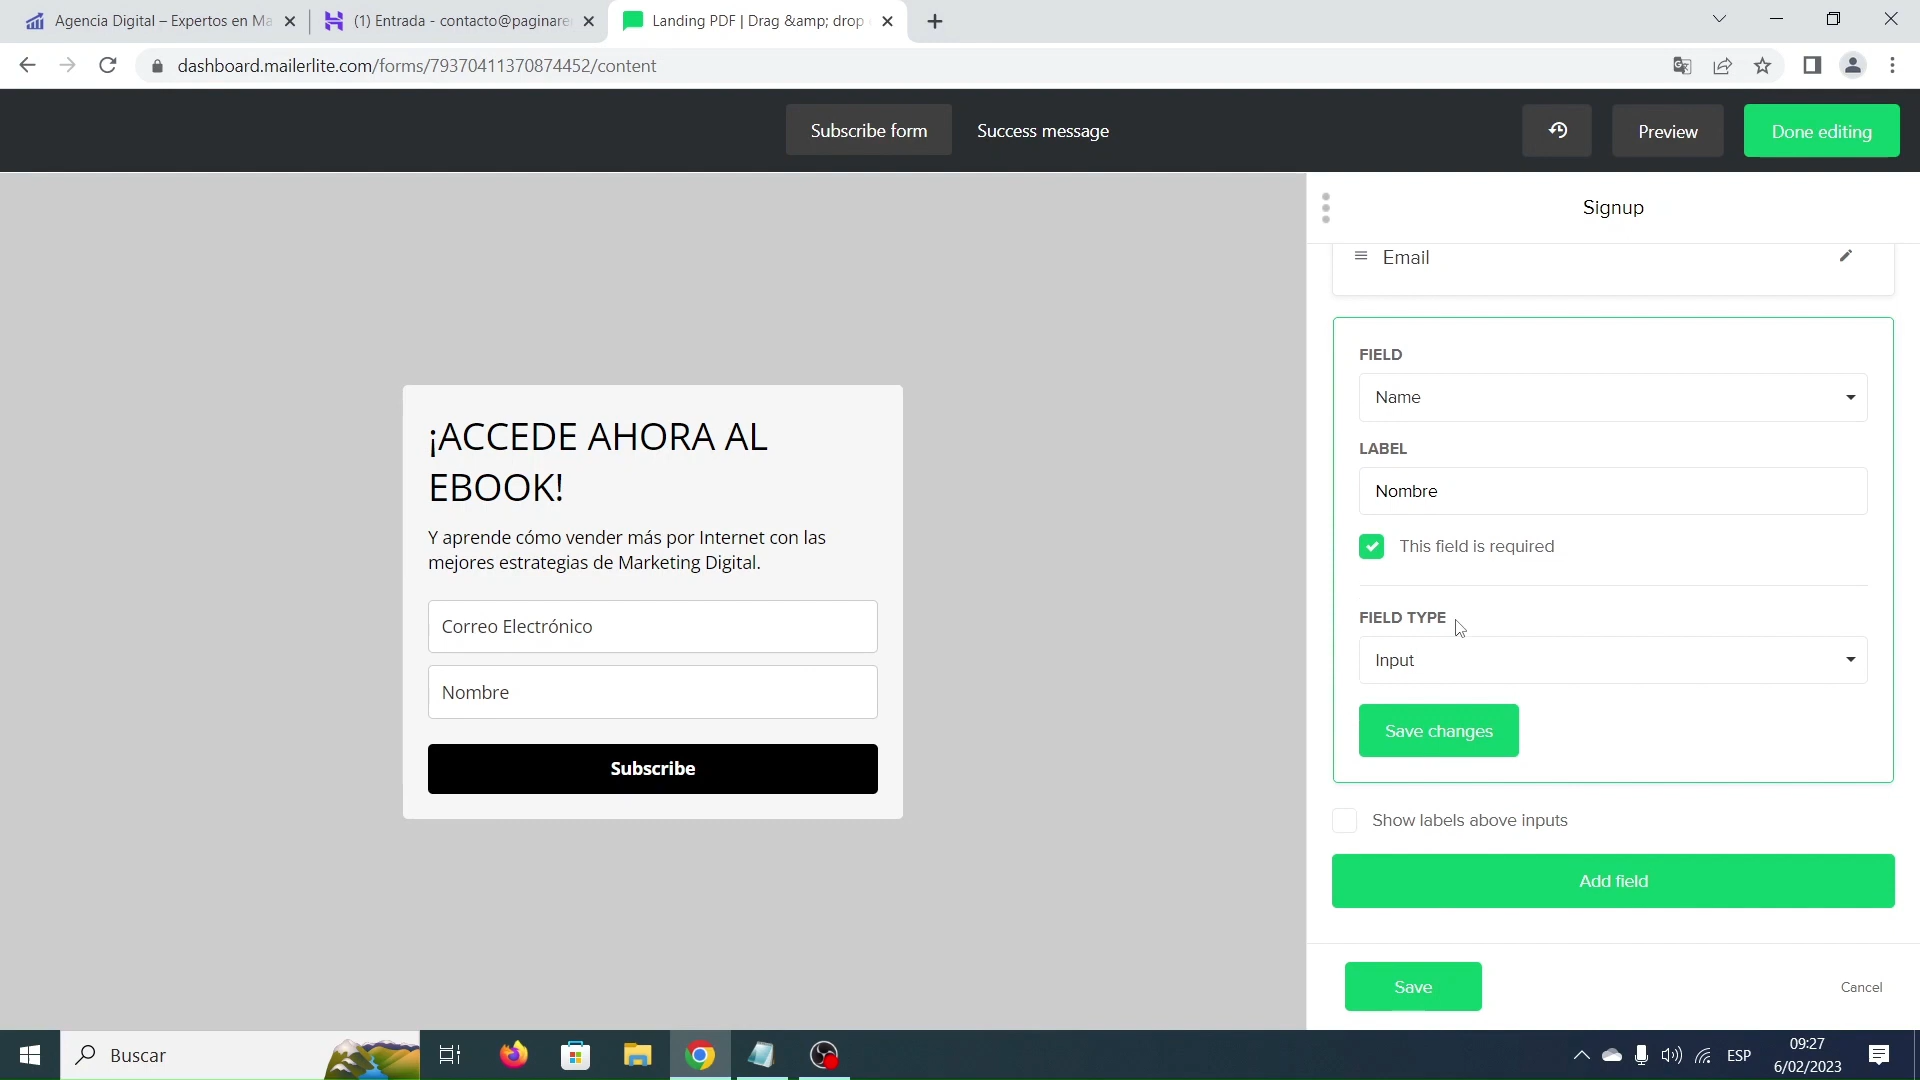 Agencia Digital – Expertos en Ma
(1) Entrada - contacto@paginare
Landing PDF | Drag &amp; drop
dashboard.mailerlite.com/forms/79370411370874452/content
Subscribe form
Success message
Preview
Done editing
Signup
Email
FIELD
Name
LABEL
Nombre
This field is required
FIELD TYPE
Input
Save changes
Show labels above inputs
Add field
Save
Cancel
¡ACCEDE AHORA AL
EBOOK!
Y aprende cómo vender más por Internet con las
mejores estrategias de Marketing Digital.
Correo Electrónico
Nombre
Subscribe
Buscar
ESP
09:27
6/02/2023